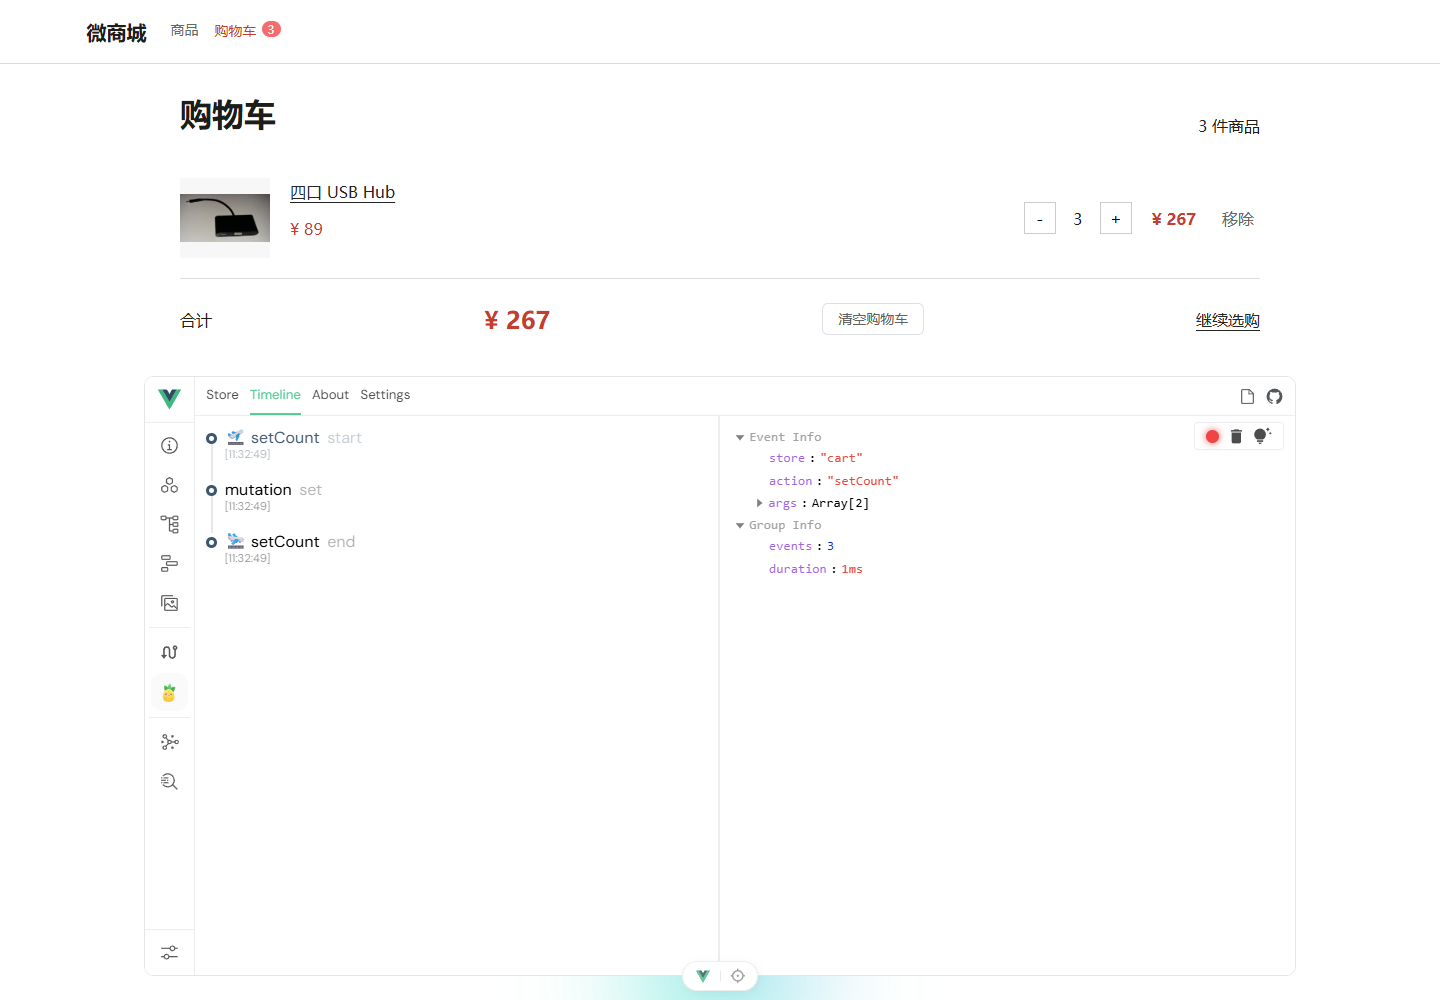 微商城 商品 购物车 3
购物车
3 件商品
四口 USB Hub
¥ 89
- 3 + ¥ 267 移除
合计 ¥ 267 清空购物车 继续选购
Store Timeline About Settings
🛫 setCount start
[11:32:49]
mutation set
[11:32:49]
🛬 setCount end
[11:32:49]
Event Info
store : "cart"
action : "setCount"
args : Array[2]
Group Info
events : 3
duration : 1ms